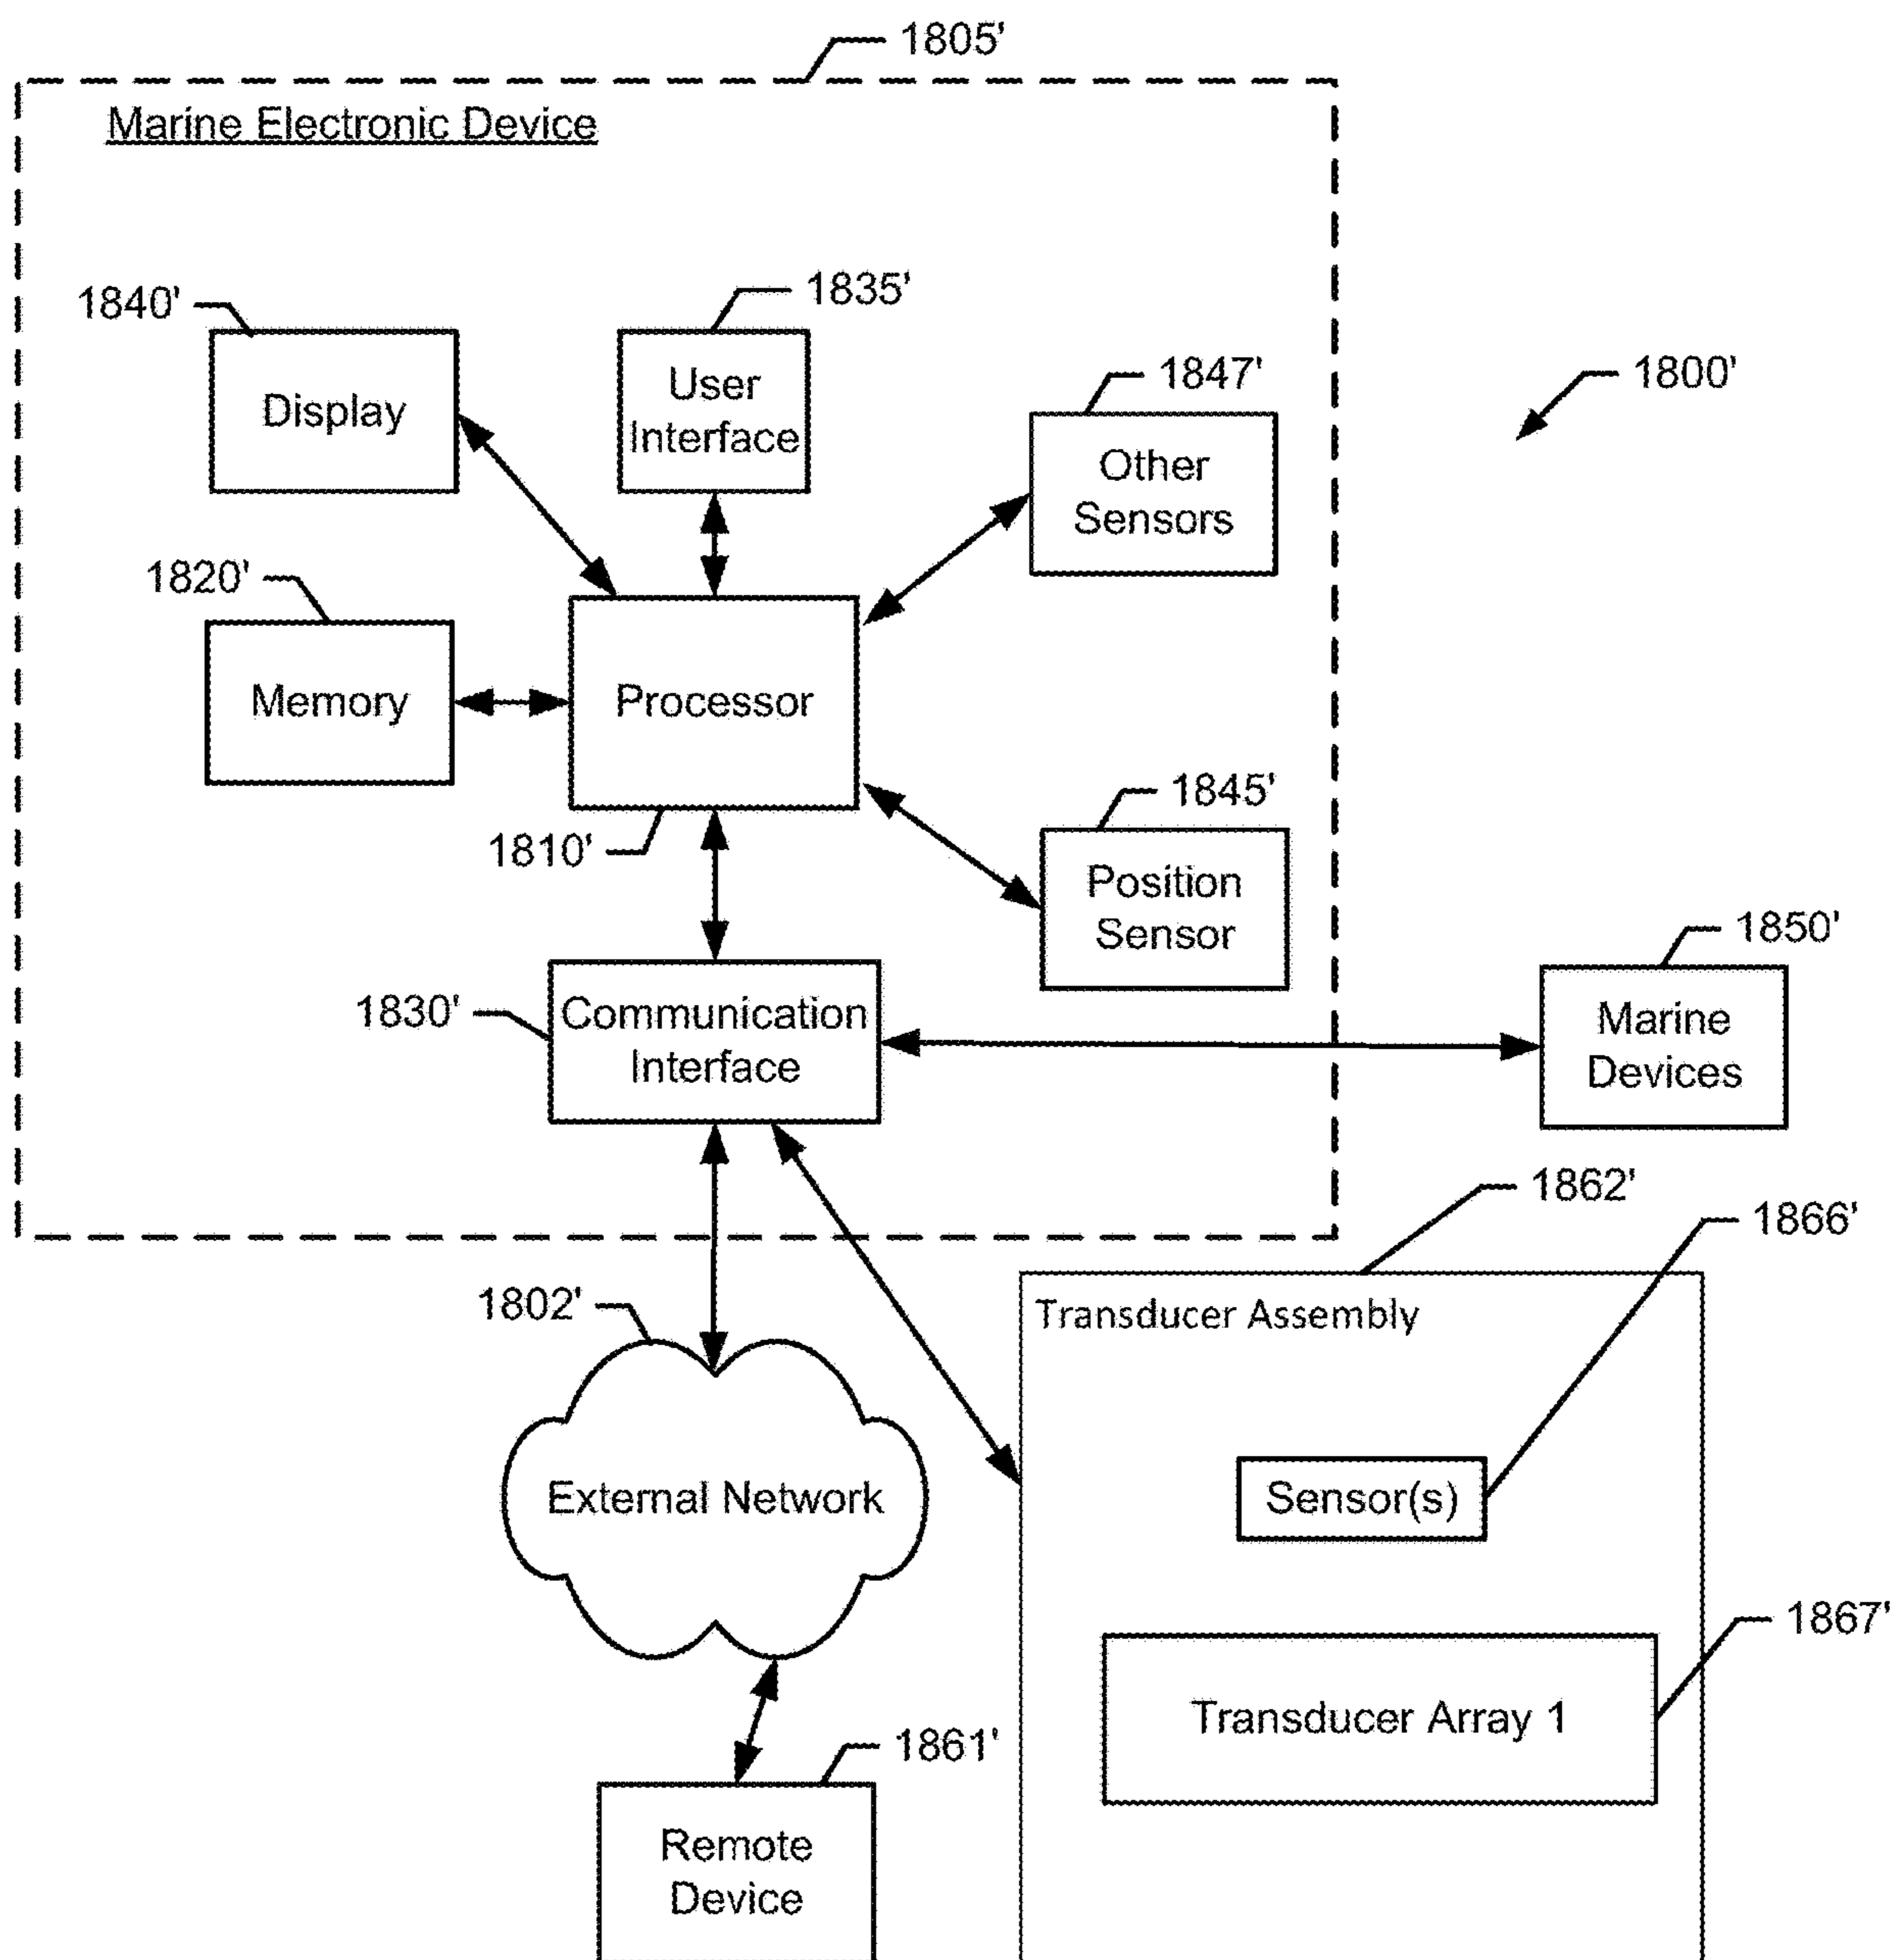 1805'
Marine Electronic Device
1835'
1840'
1847'
1800'
User
Interface
Display
Other
Sensors
1820'
Memory
Processor
1845'
1810'
Position
Sensor
1850'
1830'
Communication
Interface
Marine
Devices
1862'
1866'
1802'
Transducer Assembly
External Network
Sensor(s)
1867'
Transducer Array 1
1861'
Remote
Device